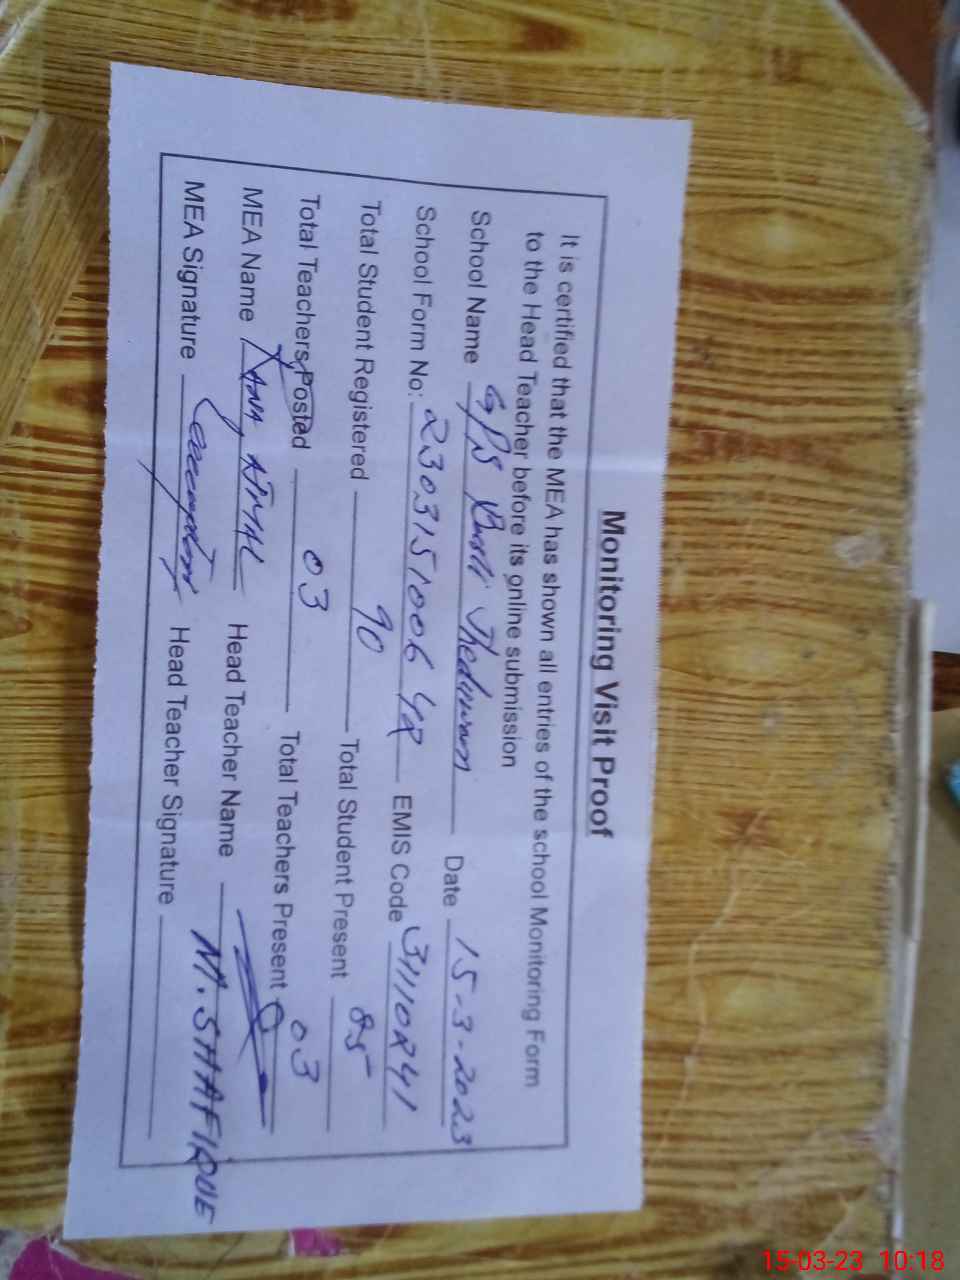 Monitoring Visit Proof
It is certified that the MEA has shown all entries of the school Monitoring Form
to the Head Teacher before its online submission
School Name GPS Date 15-3-2023
School Form No: 230315100642 EMIS Code 31110241
Total Student Registered 90 Total Student Present 85
Total Teachers Posted 03 Total Teachers Present 03
MEA Name AJMAL Head Teacher Name
MEA Signature Head Teacher Signature M. SHAFIQUE
15-03-23 10:18